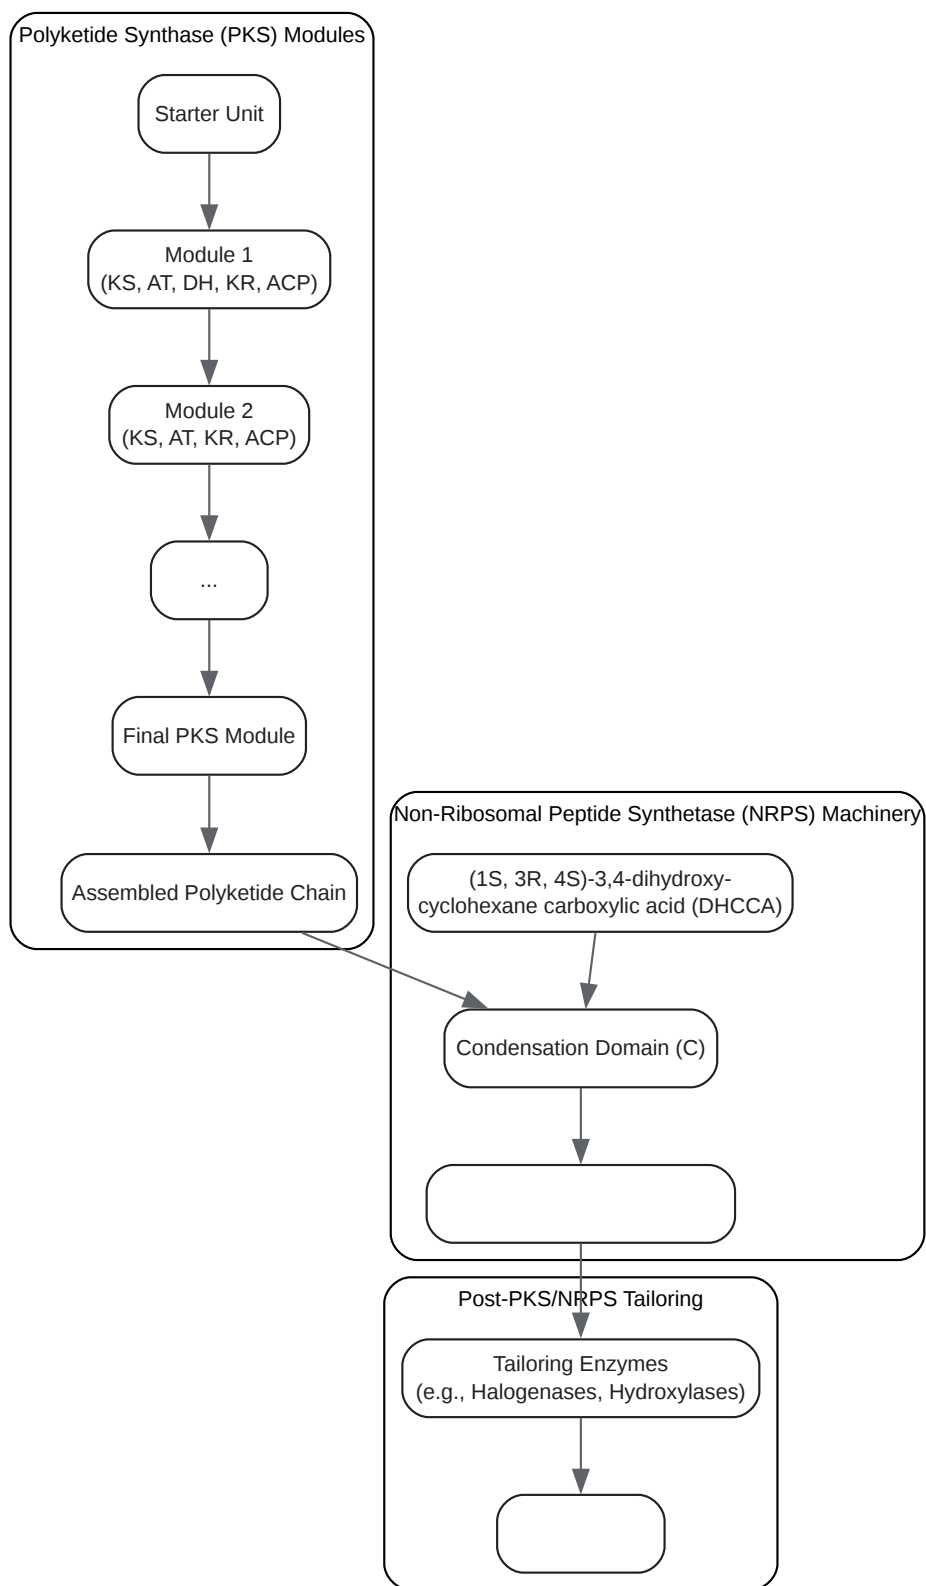 Polyketide Synthase (PKS) Modules
Starter Unit
Module 1
(KS, AT, DH, KR, ACP)
Module 2
(KS, AT, KR, ACP)
...
Final PKS Module
Assembled Polyketide Chain
Non-Ribosomal Peptide Synthetase (NRPS) Machinery
(1S, 3R, 4S)-3,4-dihydroxy-
cyclohexane carboxylic acid (DHCCA)
Condensation Domain (C)
Post-PKS/NRPS Tailoring
Tailoring Enzymes
(e.g., Halogenases, Hydroxylases)